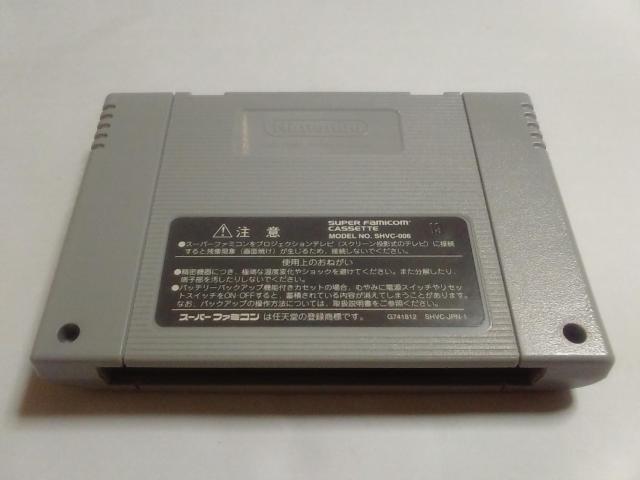 Nintendo
⚠注意
SUPER FAMICOM
CASSETTE
MODEL NO. SHVC-006
●スーパーファミコンをプロジェクションテレビ（スクリーン投影式のテレビ）に接続
すると残像現象（画面焼け）が生じるため、接続しないでください。
使用上のおねがい
●精密機器につき、極端な温度変化やショックを避けてください。また分解したり、
端子部を汚したりしないでください。
●バッテリーバックアップ機能付きカセットの場合、むやみに電源スイッチやリセッ
トスイッチをON・OFFすると、蓄積されている内容が消えてしまうことがあります。
なお、バックアップの操作方法については、取扱説明書をご参照ください。
スーパーファミコンは任天堂の登録商標です。
G741812 SHVC-JPN-1